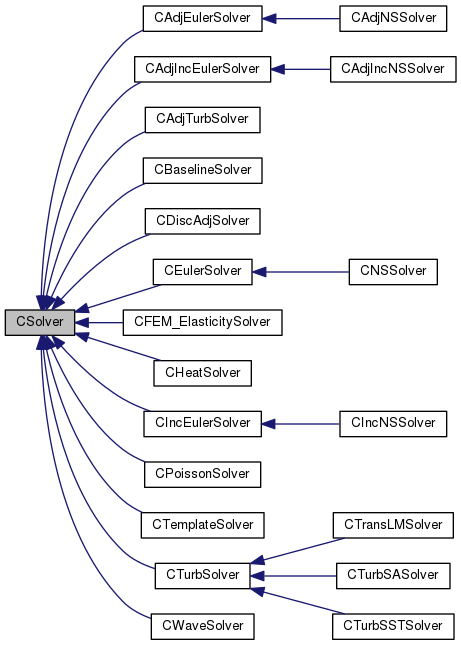 CAdjEulerSolver
CAdjNSSolver
CAdjIncEulerSolver
CAdjIncNSSolver
CAdjTurbSolver
CBaselineSolver
CDiscAdjSolver
CEulerSolver
CNSSolver
CSolver
CFEM_ElasticitySolver
CHeatSolver
CIncEulerSolver
CIncNSSolver
CPoissonSolver
CTemplateSolver
CTransLMSolver
CTurbSolver
CTurbSASolver
CWaveSolver
CTurbSSTSolver